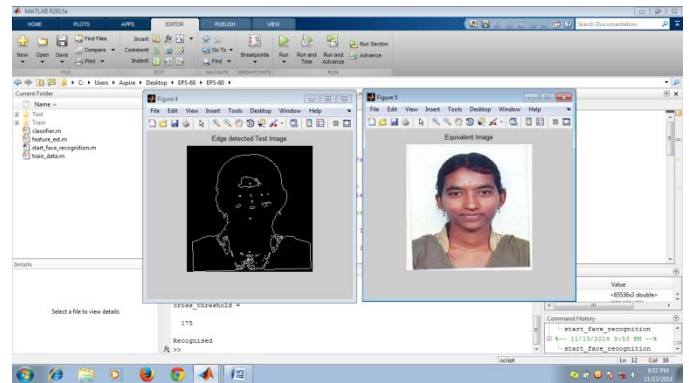 MATLAB R2013a
HOME PLOTS APPS EDITOR PUBLISH VIEW
Search Documentation
New Open Save
Find Files
Compare
Print
Insert
Comment
Indent
Go To
Find
Breakpoints
Run
Run and Time
Run and Advance
Run Section
Advance
FILE EDIT NAVIGATE BREAKPOINTS RUN
C: Users Aspire Desktop EPS-60 EPS-60
Current Folder
Name
Test
Train
classifier.m
feature_ext.m
start_face_recognition.m
train_data.m
Details
Select a file to view details
Figure 4
File Edit View Insert Tools Desktop Window Help
Edge detected Test Image
Figure 5
File Edit View Insert Tools Desktop Window Help
Equivalent Image
cross_threshold =
175
Recognised
fx >>
Value
<65536x3 double>
Command History
start_face_recognition
%-- 11/13/2014 8:53 PM --%
start_face_recognition
script
Ln 12 Col 38
9:57 PM
11/13/2014